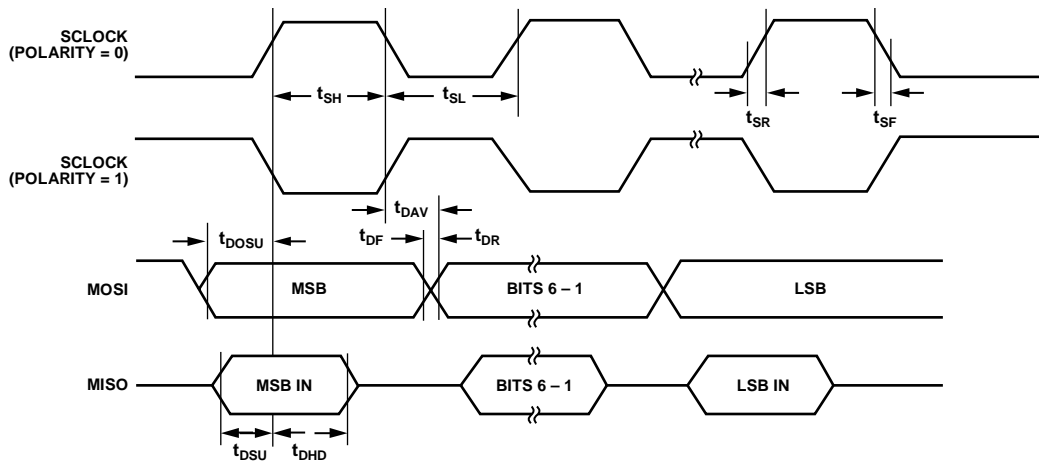 SCLOCK
(POLARITY = 0)
tSH
tSL
tSR
tSF
SCLOCK
(POLARITY = 1)
tDAV
tDOSU
tDF
tDR
MOSI
MSB
BITS 6 – 1
LSB
MISO
MSB IN
BITS 6 – 1
LSB IN
tDSU
tDHD